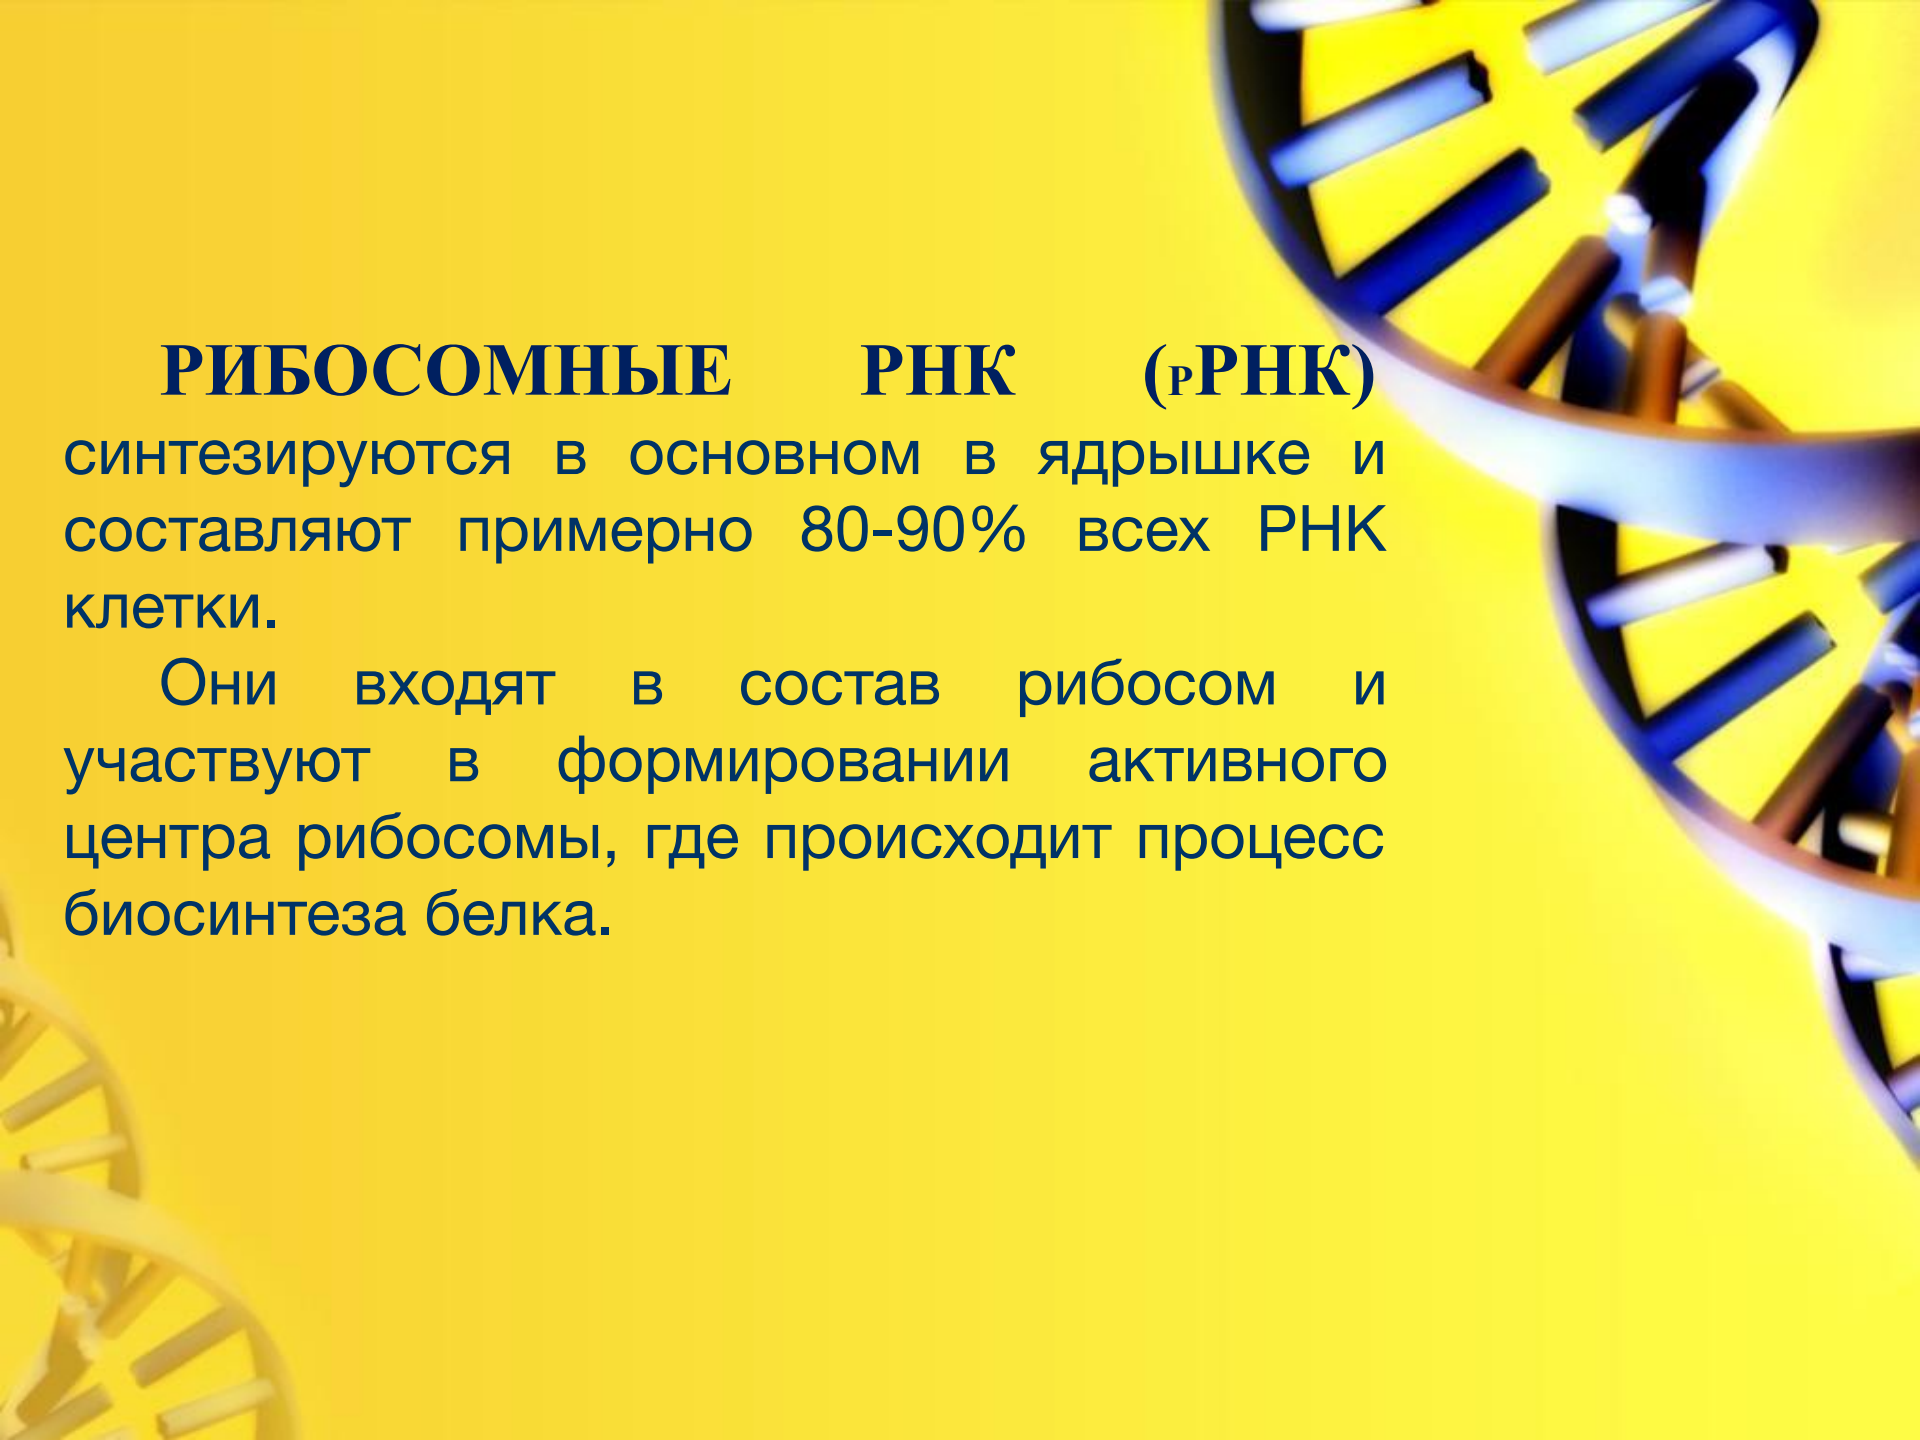 РИБОСОМНЫЕ РНК (рРНК)
синтезируются в основном в ядрышке и
составляют примерно 80-90% всех РНК
клетки.
Они входят в состав рибосом и
участвуют в формировании активного
центра рибосомы, где происходит процесс
биосинтеза белка.